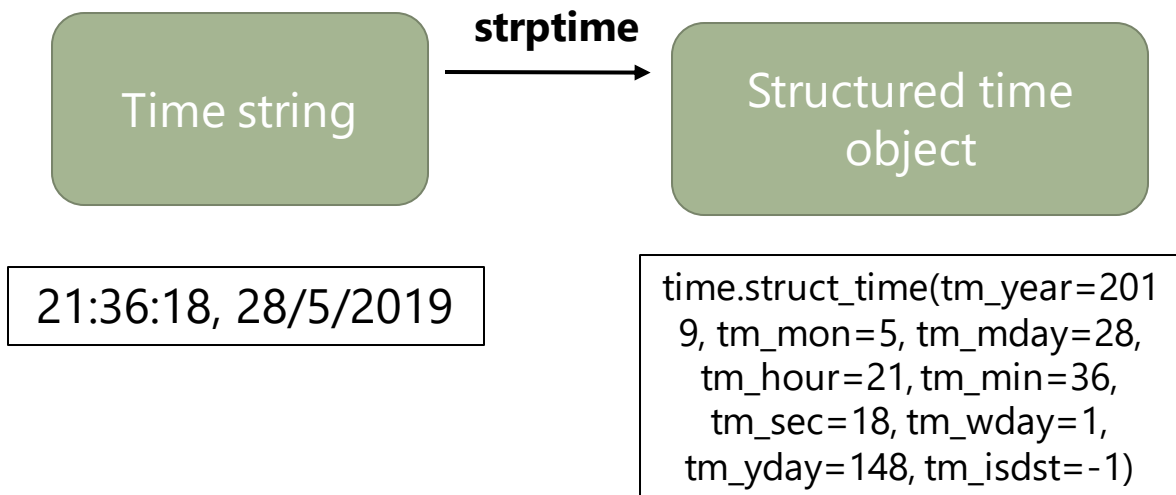 strptime
Time string
Structured time
object
21:36:18, 28/5/2019
time.struct_time(tm_year=201
9, tm_mon=5, tm_mday=28,
tm_hour=21, tm_min=36,
tm_sec=18, tm_wday=1,
tm_yday=148, tm_isdst=-1)